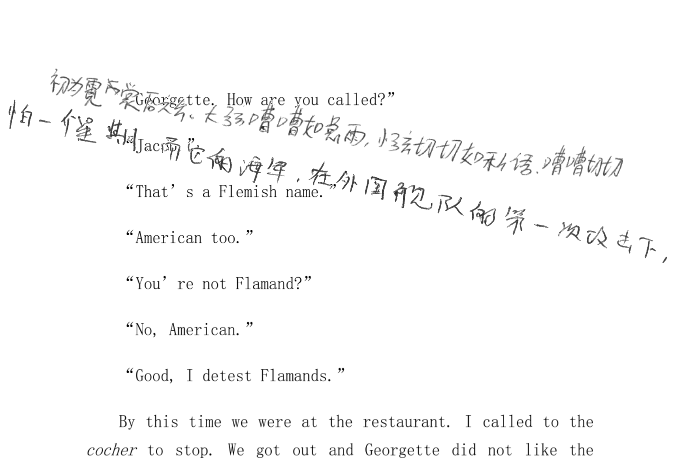 初为霓裳后六幺、大弦嘈嘈如急雨,小弦切切如私语.嘈嘈切切
“Georgette. How are you called?”
怕一 而它的海军,在外国舰队的第一次攻击下,
“Jacob.”
“That’s a Flemish name.”
“American too.”
“You’re not Flamand?”
“No, American.”
“Good, I detest Flamands.”
By this time we were at the restaurant. I called to the
cocher to stop. We got out and Georgette did not like the